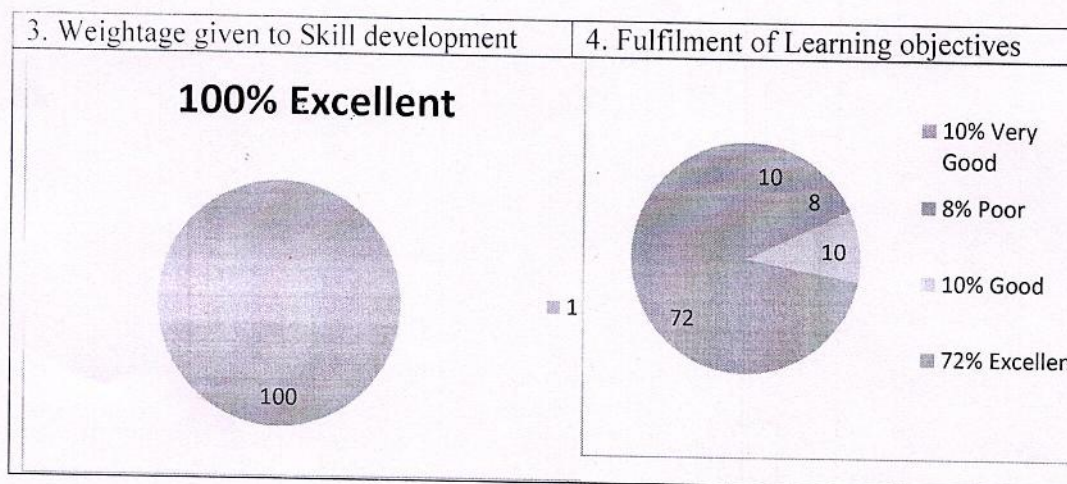 3. Weightage given to Skill development
4. Fulfilment of Learning objectives
100% Excellent
100
1
10
8
10
72
10% Very
Good
8% Poor
10% Good
72% Excellen